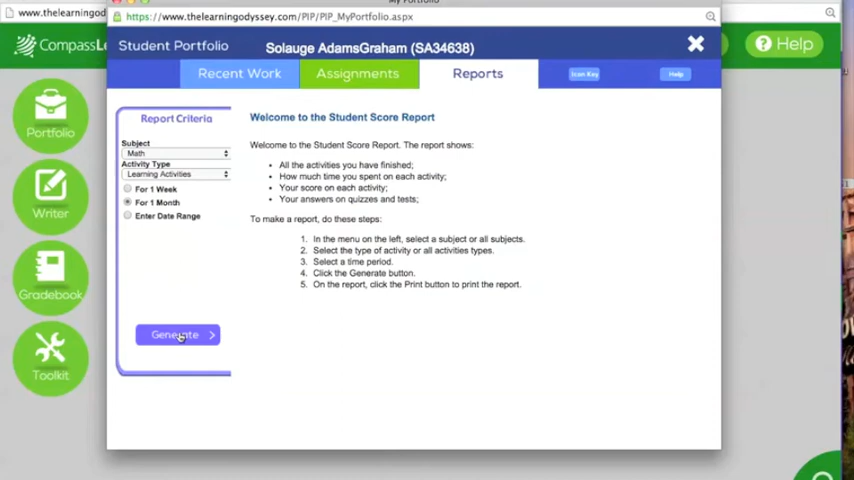 My Portfolio
www.thelearningod
https://www.thelearningodyssey.com/PIP/PIP_MyPortfolio.aspx
CompassLe
Student Portfolio
Solauge AdamsGraham (SA34638)
Help
Recent Work
Assignments
Reports
Icon Key
Help
Portfolio
Writer
Gradebook
Toolkit
Report Criteria
Subject
Math
Activity Type
Learning Activities
For 1 Week
For 1 Month
Enter Date Range
Generate
Welcome to the Student Score Report
Welcome to the Student Score Report. The report shows:
• All the activities you have finished;
• How much time you spent on each activity;
• Your score on each activity;
• Your answers on quizzes and tests;
To make a report, do these steps:
1. In the menu on the left, select a subject or all subjects.
2. Select the type of activity or all activities types.
3. Select a time period.
4. Click the Generate button.
5. On the report, click the Print button to print the report.